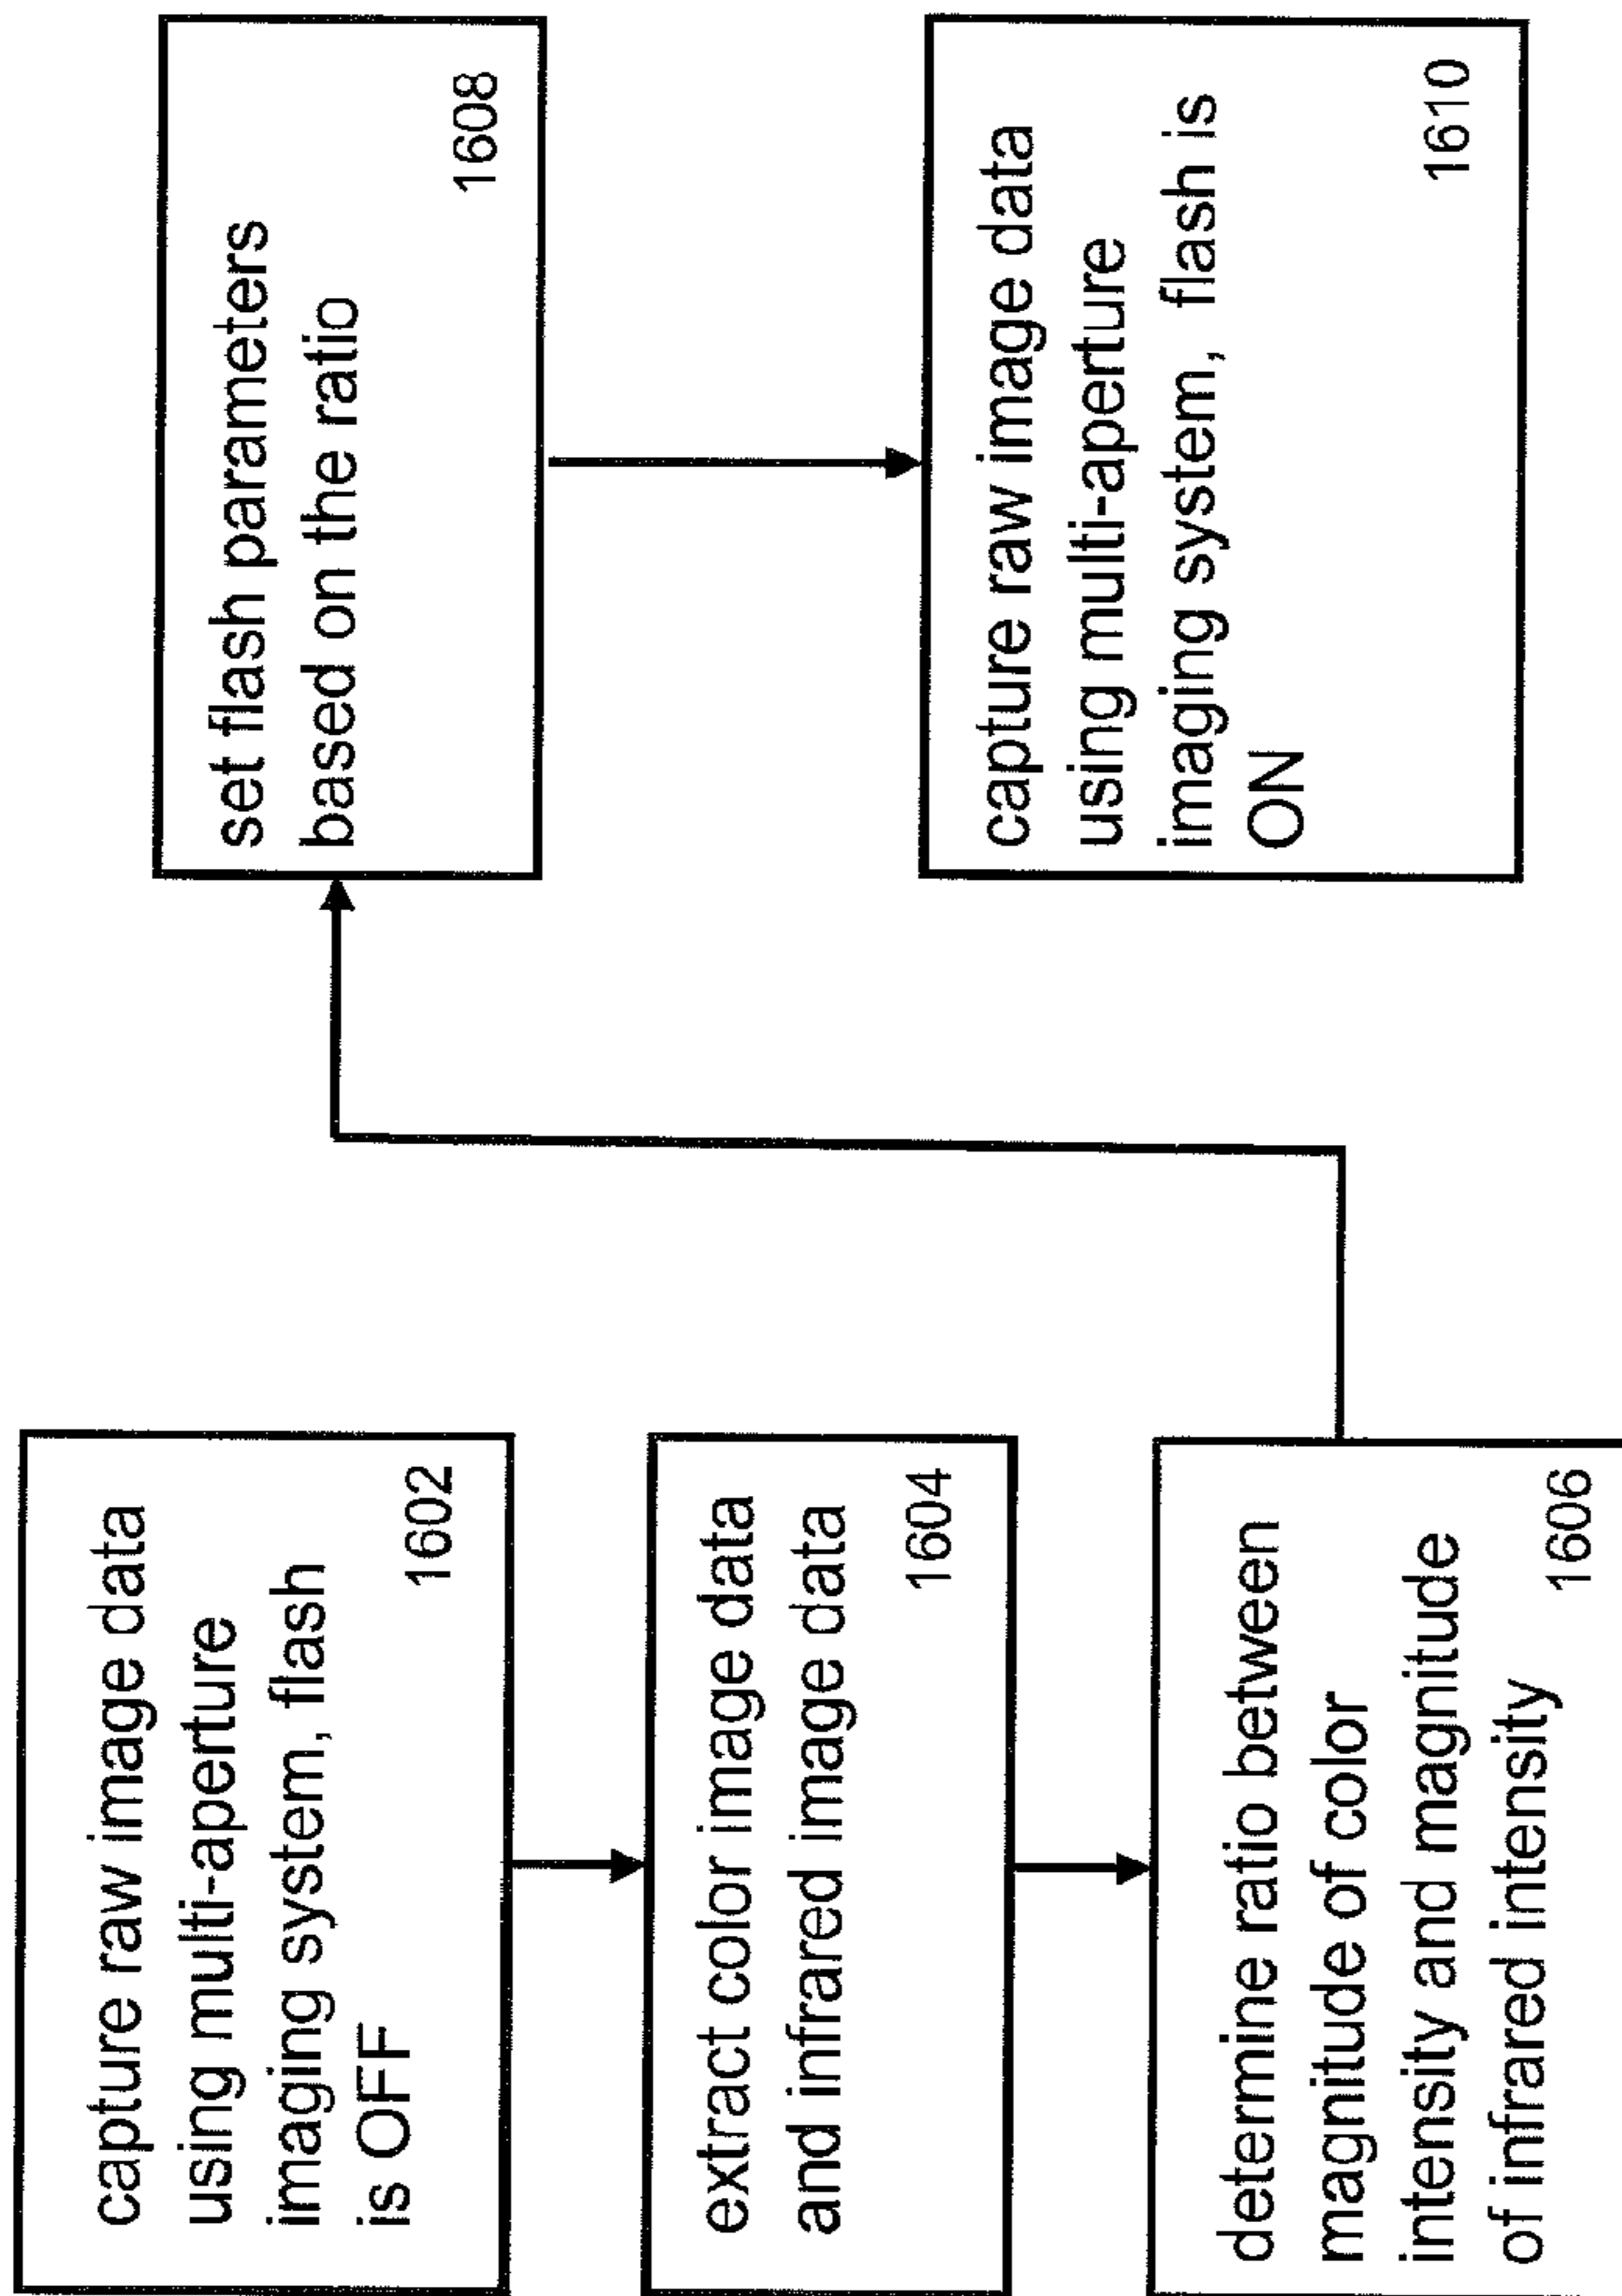 capture raw image data
using multi-aperture
imaging system, flash
is OFF
1602
extract color image data
and infrared image data
1604
determine ratio between
magnitude of color
intensity and magnitude
of infrared intensity
1606
set flash parameters
based on the ratio
1608
capture raw image data
using multi-aperture
imaging system, flash is
ON
1610